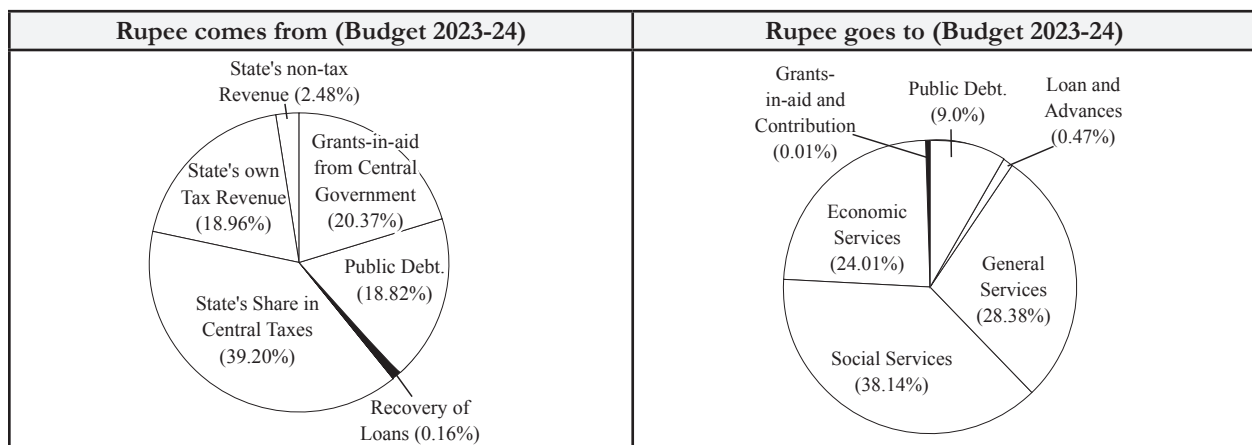 Rupee comes from (Budget 2023-24)
Rupee goes to (Budget 2023-24)
State's non-tax
Revenue (2.48%)
Grants-in-aid
from Central
Government
(20.37%)
State's own
Tax Revenue
(18.96%)
Public Debt.
(18.82%)
State's Share in
Central Taxes
(39.20%)
Recovery of
Loans (0.16%)
Grants-
in-aid and
Contribution
(0.01%)
Public Debt.
(9.0%)
Loan and
Advances
(0.47%)
Economic
Services
(24.01%)
General
Services
(28.38%)
Social Services
(38.14%)